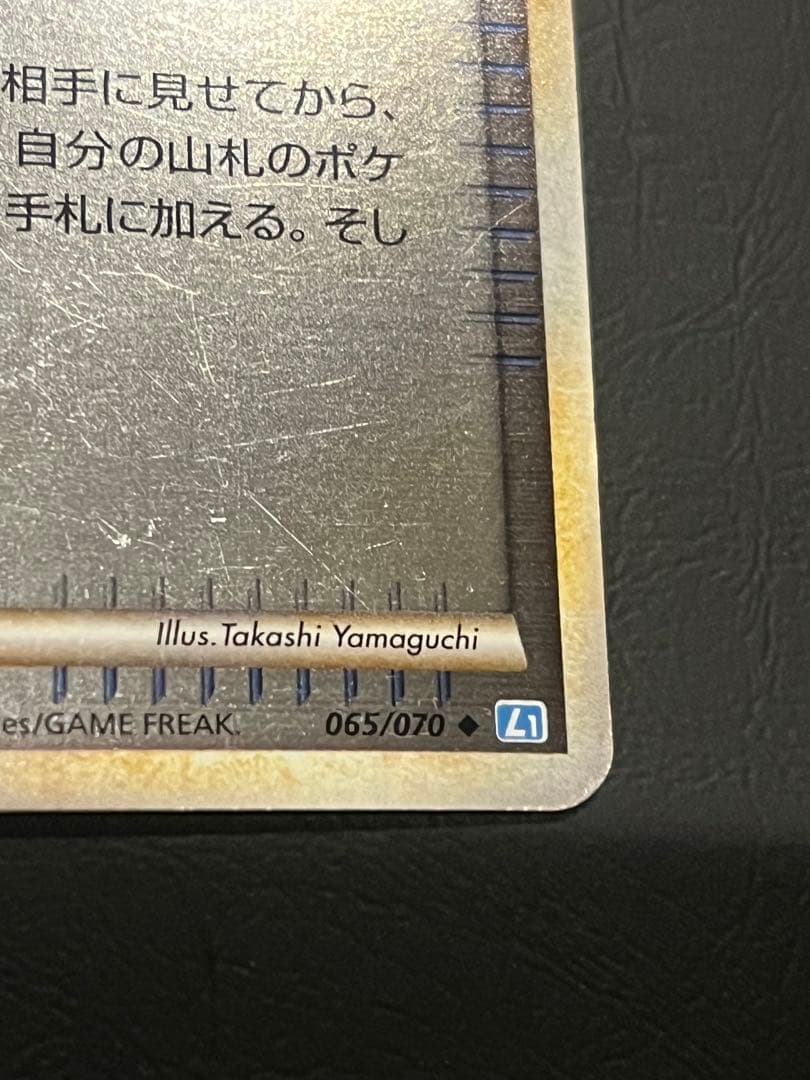 相手に見せてから、
自分の山札のポケ
手札に加える。そし
Illus. Takashi Yamaguchi
es/GAME FREAK. 065/070 ◆ L1